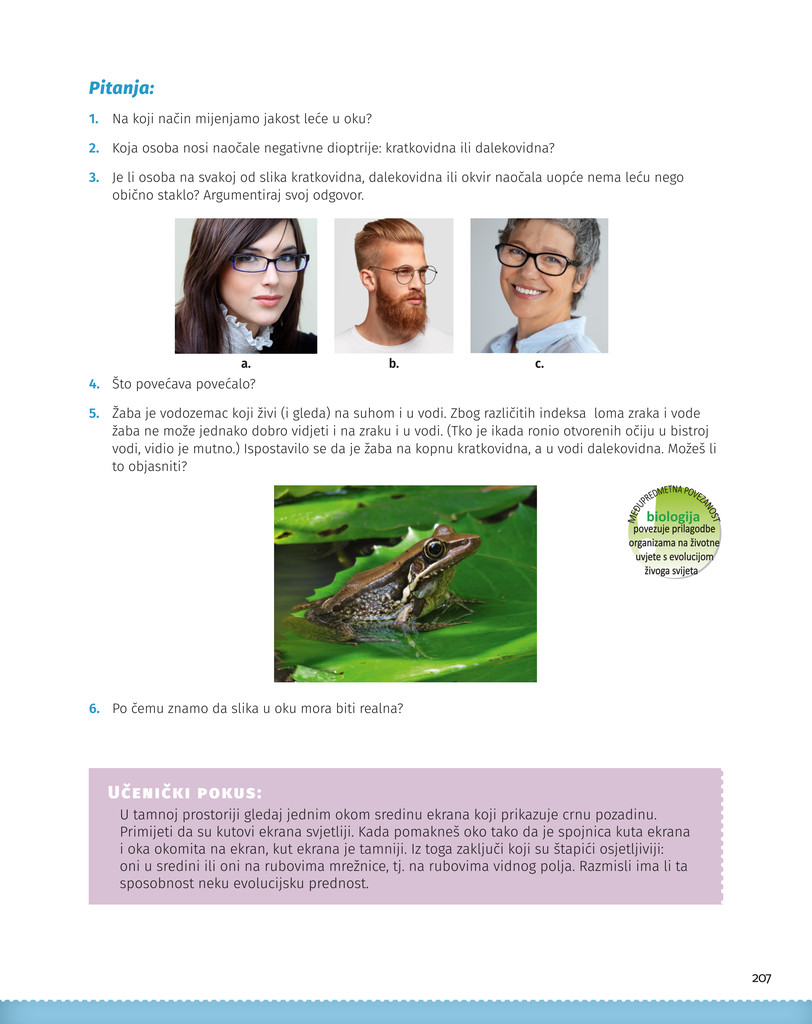 Pitanja:
1. Na koji način mijenjamo jakost leće u oku?
2. Koja osoba nosi naočale negativne dioptrije: kratkovidna ili dalekovidna?
3. Je li osoba na svakoj od slika kratkovidna, dalekovidna ili okvir naočala uopće nema leću nego
obično staklo? Argumentiraj svoj odgovor.
a.
b.
c.
4. Što povećava povećalo?
5. Žaba je vodozemac koji živi (i gleda) na suhom i u vodi. Zbog različitih indeksa loma zraka i vode
žaba ne može jednako dobro vidjeti i na zraku i u vodi. (Tko je ikada ronio otvorenih očiju u bistroj
vodi, vidio je mutno.) Ispostavilo se da je žaba na kopnu kratkovidna, a u vodi dalekovidna. Možeš li
to objasniti?
MEĐUPREDMETNA POVEZANOST
biologija
povezuje prilagodbe
organizama na životne
uvjete s evolucijom
živoga svijeta
6. Po čemu znamo da slika u oku mora biti realna?
UČENIČKI POKUS:
U tamnoj prostoriji gledaj jednim okom sredinu ekrana koji prikazuje crnu pozadinu.
Primijeti da su kutovi ekrana svjetliji. Kada pomakneš oko tako da je spojnica kuta ekrana
i oka okomita na ekran, kut ekrana je tamniji. Iz toga zaključi koji su štapići osjetljiviji:
oni u sredini ili oni na rubovima mrežnice, tj. na rubovima vidnog polja. Razmisli ima li ta
sposobnost neku evolucijsku prednost.
207